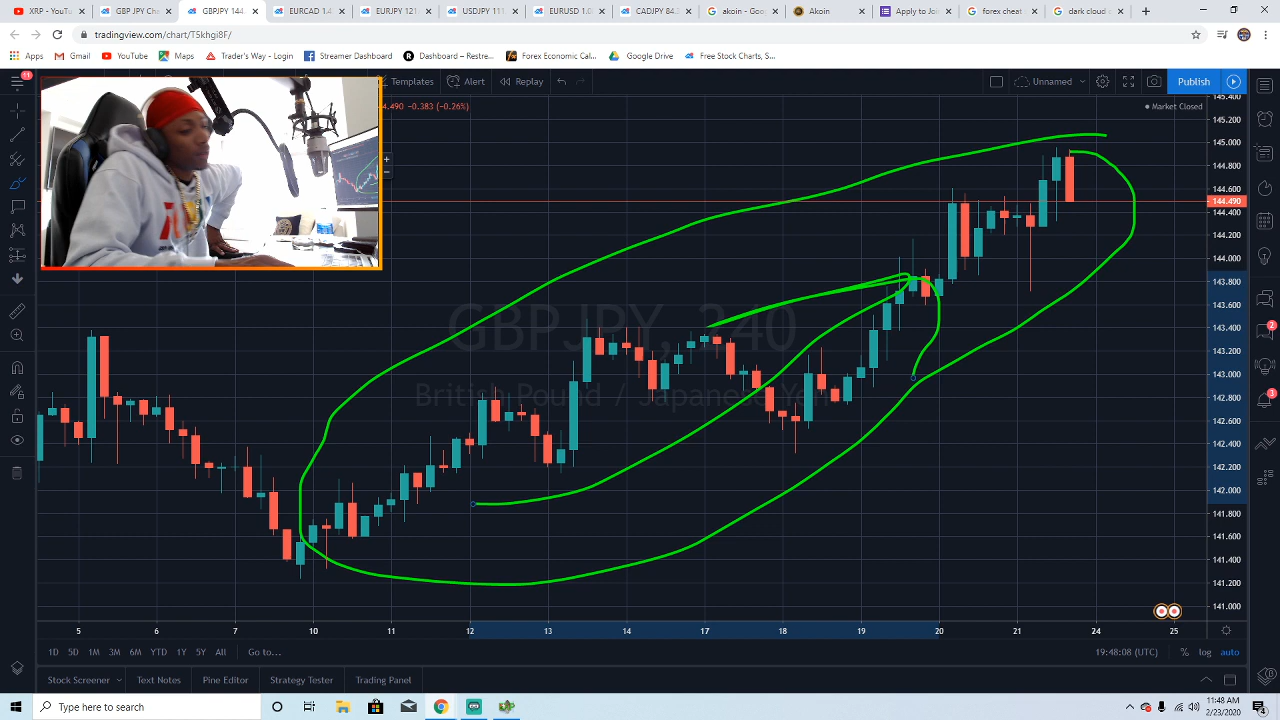 XRP - YouTu
GBP JPY Chr
GBPJPY 144
EURCAD 1.4
EURJPY 121
USDJPY 111
EURUSD 1.0
CADJPY 84.
akoin - Goo
Akoin
Apply to Joi
forex cheat
dark cloud c
tradingview.com/chart/T5khgi8F/
Apps
Gmail
YouTube
Trader's Way - Login
Streamer Dashboard
Dashboard – Restre...
Forex Economic Cal...
Google Drive
Free Stock Charts, S...
11
Templates
Alert
Replay
Unnamed
Publish
4.490 −0.383 (−0.26%)
Market Closed
145.400
145.200
145.000
144.800
144.600
144.490
144.400
144.200
144.000
143.800
143.600
143.400
143.200
143.000
142.800
142.600
142.400
142.200
142.000
141.800
141.600
141.400
141.200
141.000
GBPJPY, 240
British Pound / Japanese Yen
2
3
5
6
7
10
11
12
13
14
17
18
19
20
21
24
25
1D
5D
1M
3M
6M
YTD
1Y
5Y
All
Go to...
19:48:08 (UTC)
%
log
auto
Stock Screener
Text Notes
Pine Editor
Strategy Tester
Trading Panel
Type here to search
11:48 AM
2/23/2020
4